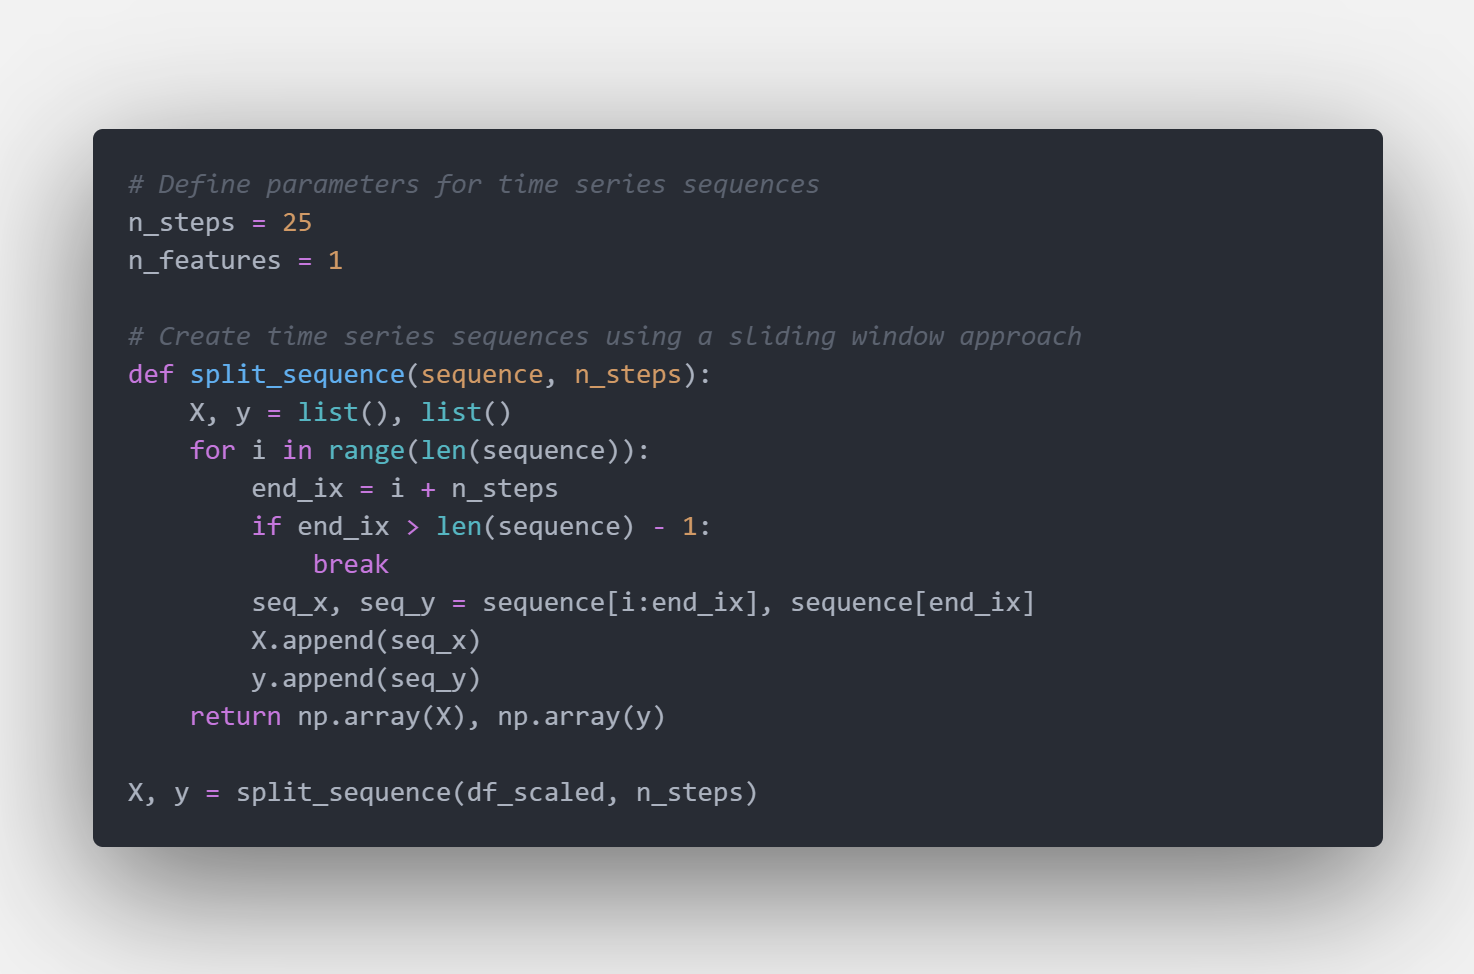 # Define parameters for time series sequences
n_steps = 25
n_features = 1

# Create time series sequences using a sliding window approach
def split_sequence(sequence, n_steps):
    X, y = list(), list()
    for i in range(len(sequence)):
        end_ix = i + n_steps
        if end_ix > len(sequence) - 1:
            break
        seq_x, seq_y = sequence[i:end_ix], sequence[end_ix]
        X.append(seq_x)
        y.append(seq_y)
    return np.array(X), np.array(y)

X, y = split_sequence(df_scaled, n_steps)